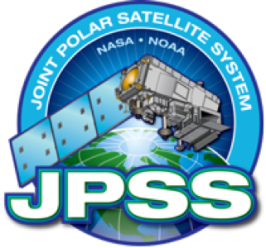 JOINT POLAR SATELLITE SYSTEM
NASA • NOAA
JPSS